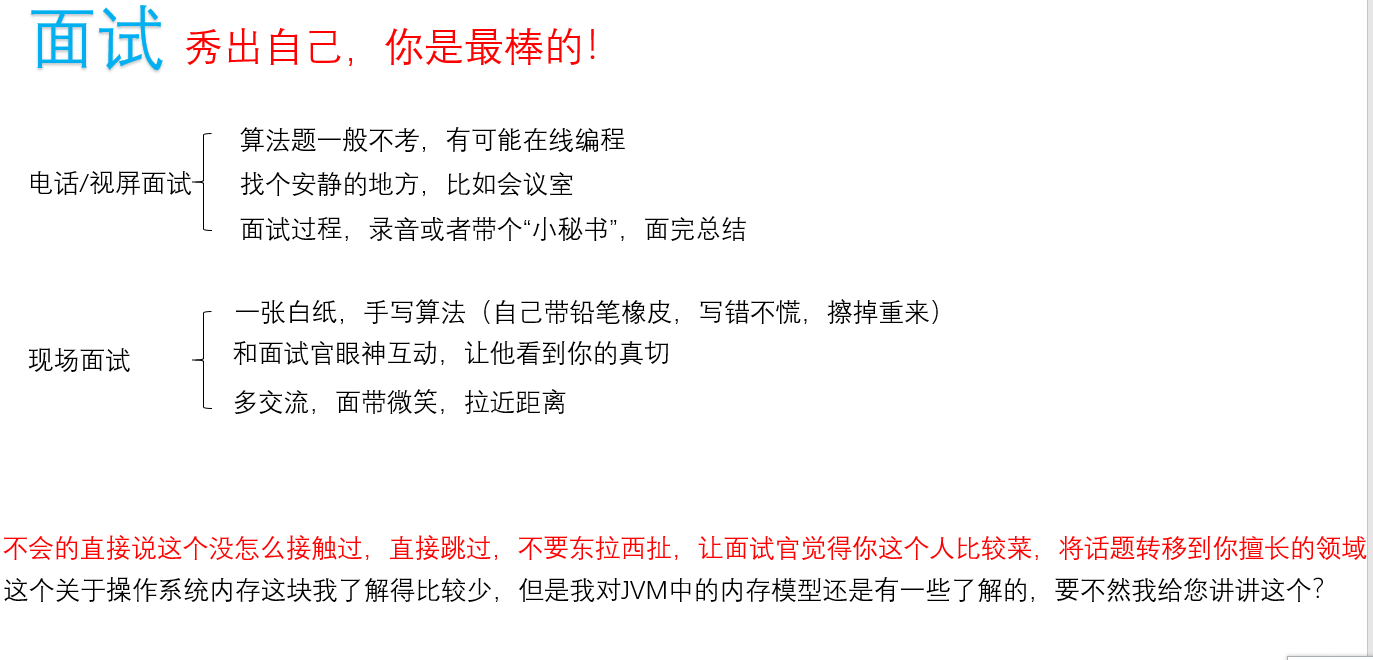 面试 秀出自己，你是最棒的！
算法题一般不考，有可能在线编程
电话/视屏面试
找个安静的地方，比如会议室
面试过程，录音或者带个“小秘书”，面完总结
一张白纸，手写算法（自己带铅笔橡皮，写错不慌，擦掉重来）
和面试官眼神互动，让他看到你的真切
现场面试
多交流，面带微笑，拉近距离
不会的直接说这个没怎么接触过，直接跳过，不要东拉西扯，让面试官觉得你这个人比较菜，将话题转移到你擅长的领域
这个关于操作系统内存这块我了解得比较少，但是我对JVM中的内存模型还是有一些了解的，要不然我给您讲讲这个？